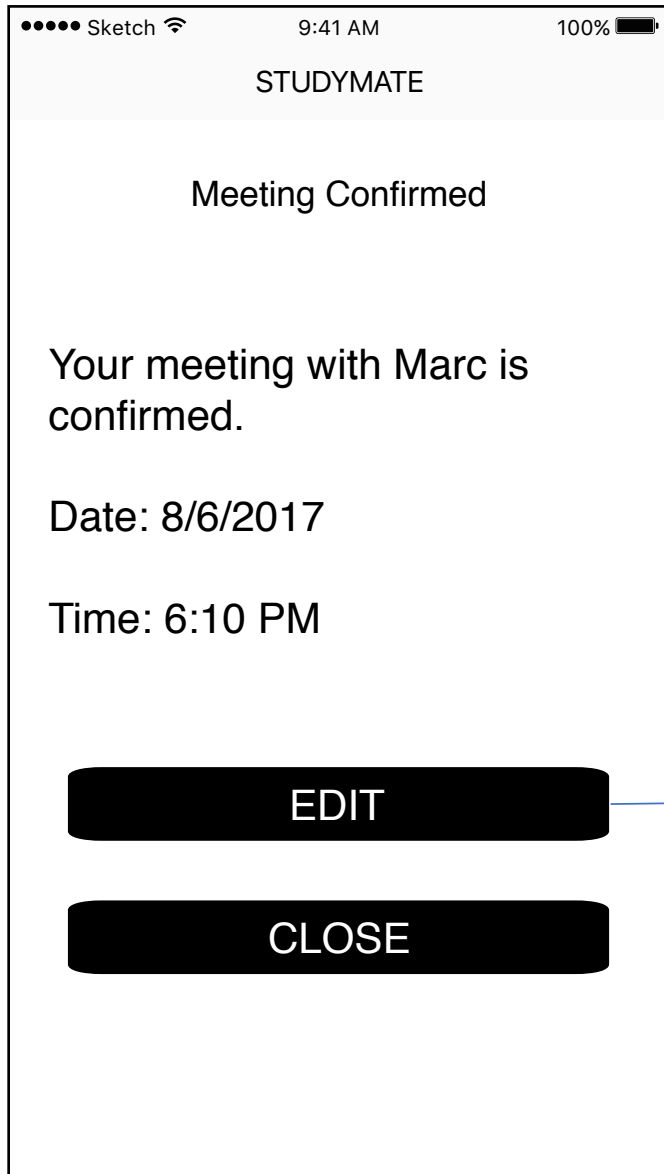 ●●●●● Sketch 9:41 AM 100%
STUDYMATE
Meeting Confirmed
Your meeting with Marc is
confirmed.
Date: 8/6/2017
Time: 6:10 PM
EDIT
CLOSE